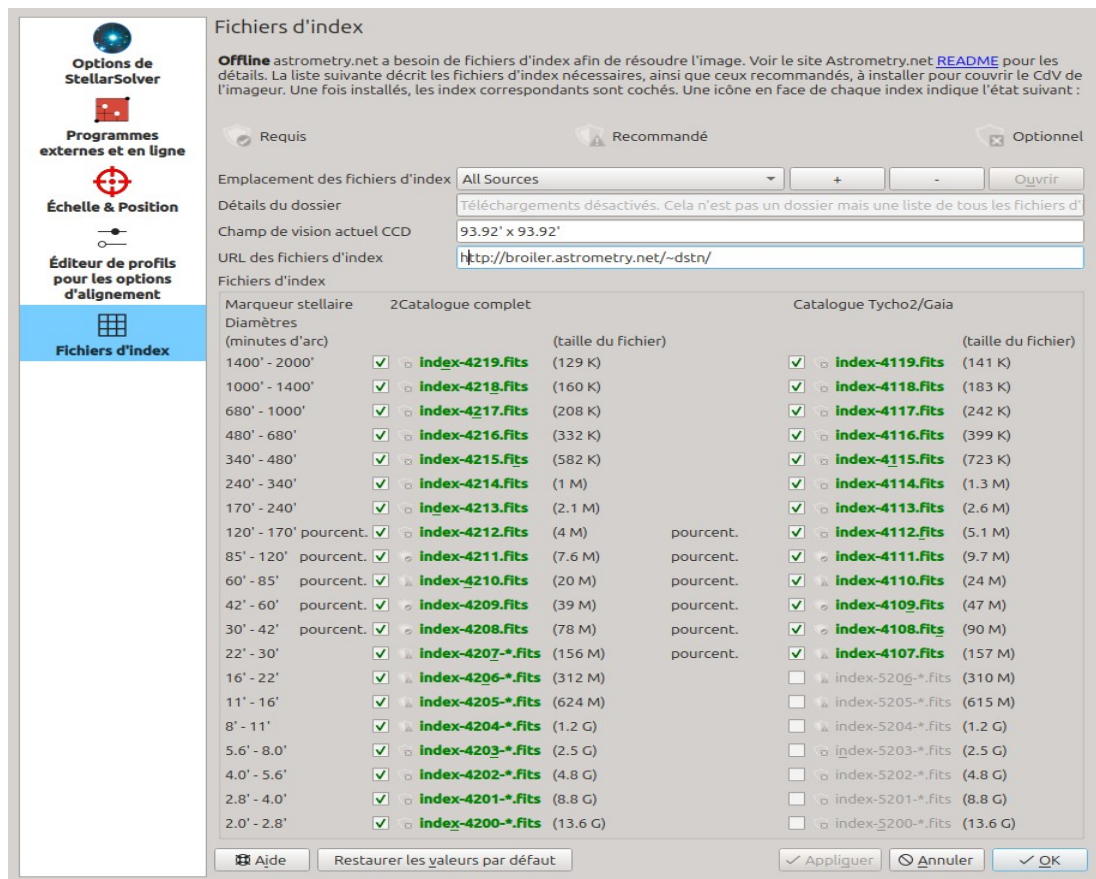 Fichiers d'index
Options de
StellarSolver
Programmes
externes et en ligne
Échelle & Position
Éditeur de profils
pour les options
d'alignement
Fichiers d'index
Offline astrometry.net a besoin de fichiers d'index afin de résoudre l'image. Voir le site Astrometry.net README pour les
détails. La liste suivante décrit les fichiers d'index nécessaires, ainsi que ceux recommandés, à installer pour couvrir le CdV de
l'imageur. Une fois installés, les index correspondants sont cochés. Une icône en face de chaque index indique l'état suivant :
Requis Recommandé Optionnel
Emplacement des fichiers d'index All Sources + - Ouvrir
Détails du dossier Téléchargements désactivés. Cela n'est pas un dossier mais une liste de tous les fichiers d'
Champ de vision actuel CCD 93.92' x 93.92'
URL des fichiers d'index http://broiler.astrometry.net/~dstn/
Fichiers d'index
Marqueur stellaire 2Catalogue complet Catalogue Tycho2/Gaia
Diamètres
(minutes d'arc) (taille du fichier) (taille du fichier)
1400' - 2000' index-4219.fits (129 K) index-4119.fits (141 K)
1000' - 1400' index-4218.fits (160 K) index-4118.fits (183 K)
680' - 1000' index-4217.fits (208 K) index-4117.fits (242 K)
480' - 680' index-4216.fits (332 K) index-4116.fits (399 K)
340' - 480' index-4215.fits (582 K) index-4115.fits (723 K)
240' - 340' index-4214.fits (1 M) index-4114.fits (1.3 M)
170' - 240' index-4213.fits (2.1 M) index-4113.fits (2.6 M)
120' - 170' pourcent. index-4212.fits (4 M) pourcent. index-4112.fits (5.1 M)
85' - 120' pourcent. index-4211.fits (7.6 M) pourcent. index-4111.fits (9.7 M)
60' - 85' pourcent. index-4210.fits (20 M) pourcent. index-4110.fits (24 M)
42' - 60' pourcent. index-4209.fits (39 M) pourcent. index-4109.fits (47 M)
30' - 42' pourcent. index-4208.fits (78 M) pourcent. index-4108.fits (90 M)
22' - 30' index-4207-*.fits (156 M) pourcent. index-4107.fits (157 M)
16' - 22' index-4206-*.fits (312 M) index-5206-*.fits (310 M)
11' - 16' index-4205-*.fits (624 M) index-5205-*.fits (615 M)
8' - 11' index-4204-*.fits (1.2 G) index-5204-*.fits (1.2 G)
5.6' - 8.0' index-4203-*.fits (2.5 G) index-5203-*.fits (2.5 G)
4.0' - 5.6' index-4202-*.fits (4.8 G) index-5202-*.fits (4.8 G)
2.8' - 4.0' index-4201-*.fits (8.8 G) index-5201-*.fits (8.8 G)
2.0' - 2.8' index-4200-*.fits (13.6 G) index-5200-*.fits (13.6 G)
Aide Restaurer les valeurs par défaut Appliquer Annuler OK